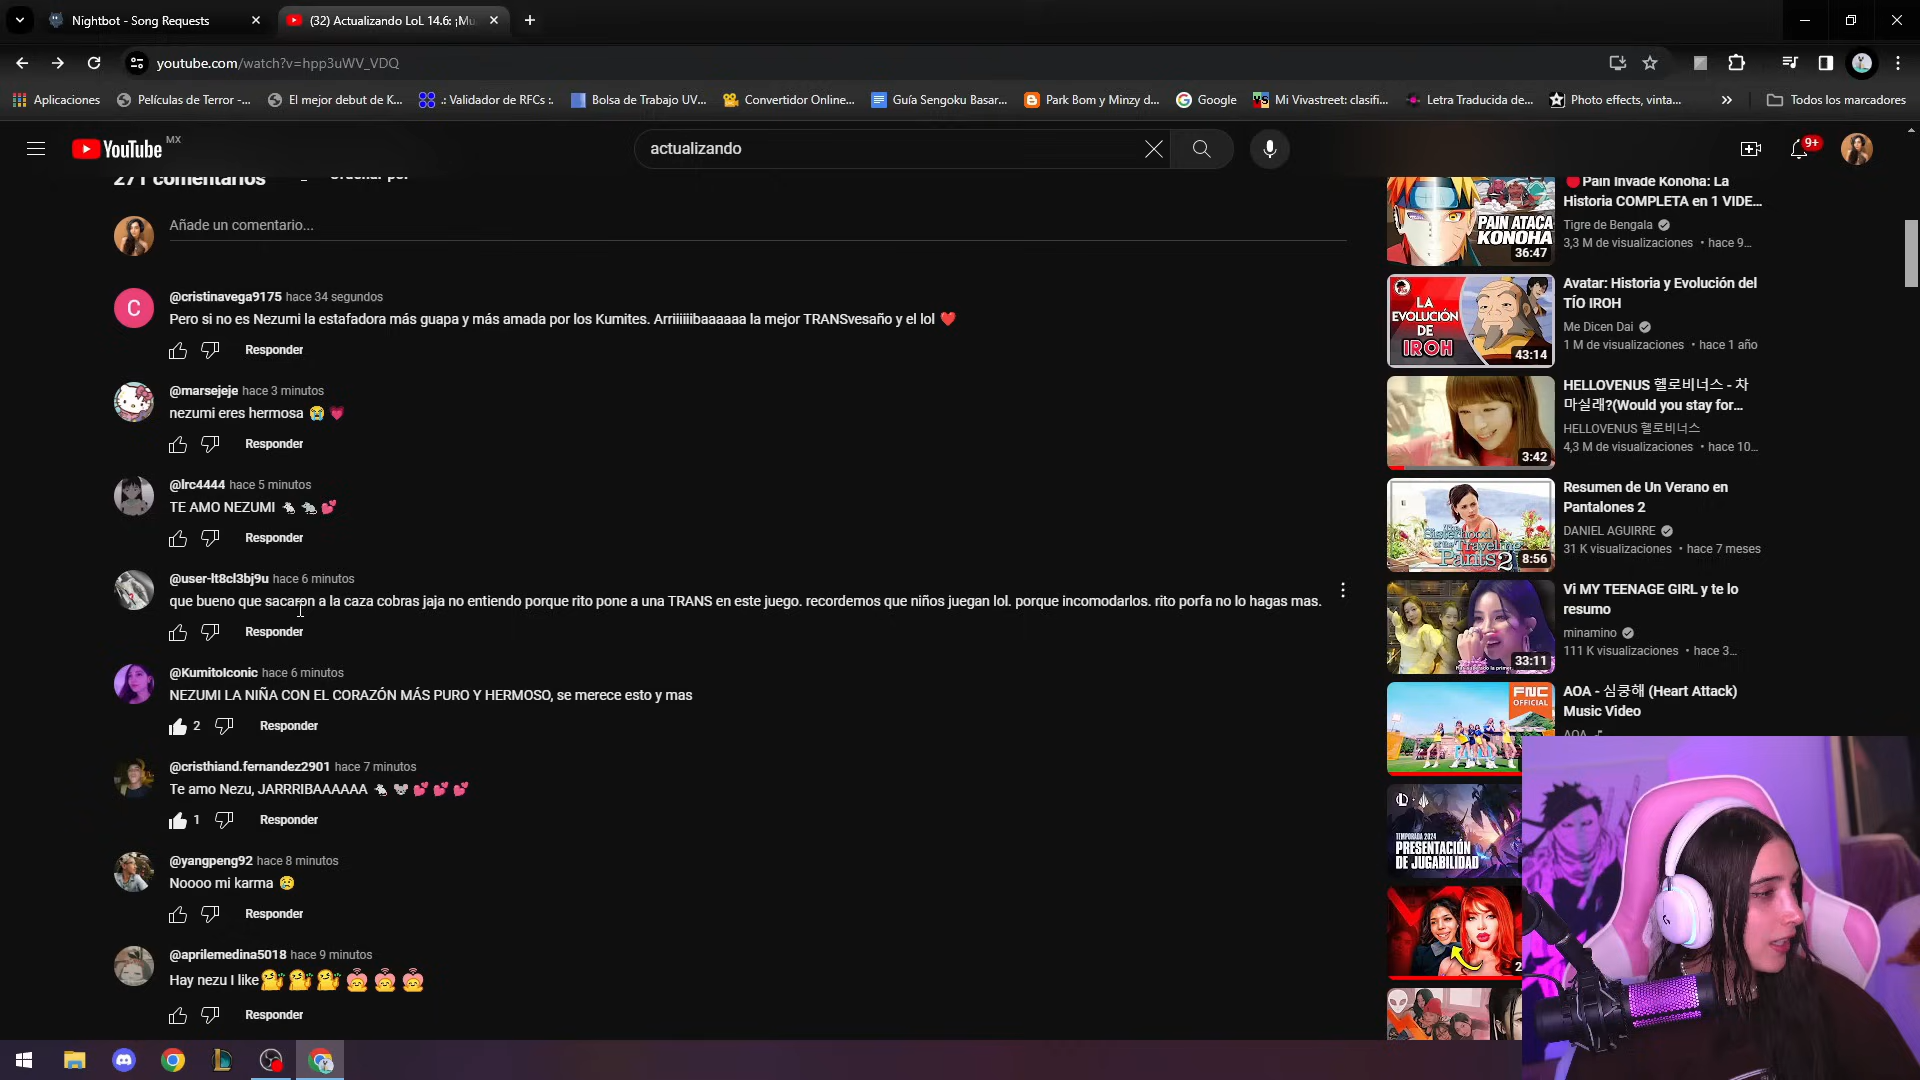 Nightbot - Song Requests
(32) Actualizando LoL 14.6: ¡Mu
youtube.com/watch?v=hpp3uWV_VDQ
Aplicaciones
Películas de Terror -...
El mejor debut de K...
.: Validador de RFCs :.
Bolsa de Trabajo UV...
Convertidor Online...
Guía Sengoku Basar...
Park Bom y Minzy d...
Google
Mi Vivastreet: clasifi...
Letra Traducida de...
Photo effects, vinta...
»
Todos los marcadores
YouTube MX
actualizando
9+
271 comentarios
Ordenar por
Añade un comentario...
@cristinavega9175 hace 34 segundos
Pero si no es Nezumi la estafadora más guapa y más amada por los Kumites. Arriiiiiibaaaaaa la mejor TRANSvesaño y el lol ❤️
Responder
@marsejeje hace 3 minutos
nezumi eres hermosa 😭 💗
Responder
@lrc4444 hace 5 minutos
TE AMO NEZUMI 🐁 🐀 💕
Responder
@user-lt8cl3bj9u hace 6 minutos
que bueno que sacaron a la caza cobras jaja no entiendo porque rito pone a una TRANS en este juego. recordemos que niños juegan lol. porque incomodarlos. rito porfa no lo hagas mas.
Responder
@KumitoIconic hace 6 minutos
NEZUMI LA NIÑA CON EL CORAZÓN MÁS PURO Y HERMOSO, se merece esto y mas
2
Responder
@cristhiand.fernandez2901 hace 7 minutos
Te amo Nezu, JARRRIBAAAAAA 🐁 🐭 💕 💕 💕
1
Responder
@yangpeng92 hace 8 minutos
Noooo mi karma 😢
Responder
@aprilemedina5018 hace 9 minutos
Hay nezu I like
Responder
PAIN ATACA
KONOHA
36:47
🔴Pain Invade Konoha: La
Historia COMPLETA en 1 VIDE...
Tigre de Bengala
3,3 M de visualizaciones • hace 9...
LA
EVOLUCIÓN
DE
IROH
43:14
Avatar: Historia y Evolución del
TÍO IROH
Me Dicen Dai
1 M de visualizaciones • hace 1 año
3:42
HELLOVENUS 헬로비너스 - 차
마실래?(Would you stay for...
HELLOVENUS 헬로비너스
4,3 M de visualizaciones • hace 10...
The
Sisterhood
of the Traveling
Pants 2
8:56
Resumen de Un Verano en
Pantalones 2
DANIEL AGUIRRE
31 K visualizaciones • hace 7 meses
33:11
Vi MY TEENAGE GIRL y te lo
resumo
minamino
111 K visualizaciones • hace 3...
FNC
OFFICIAL
AOA - 심쿵해 (Heart Attack)
Music Video
AOA
TEMPORADA 2024
PRESENTACIÓN
DE JUGABILIDAD
2